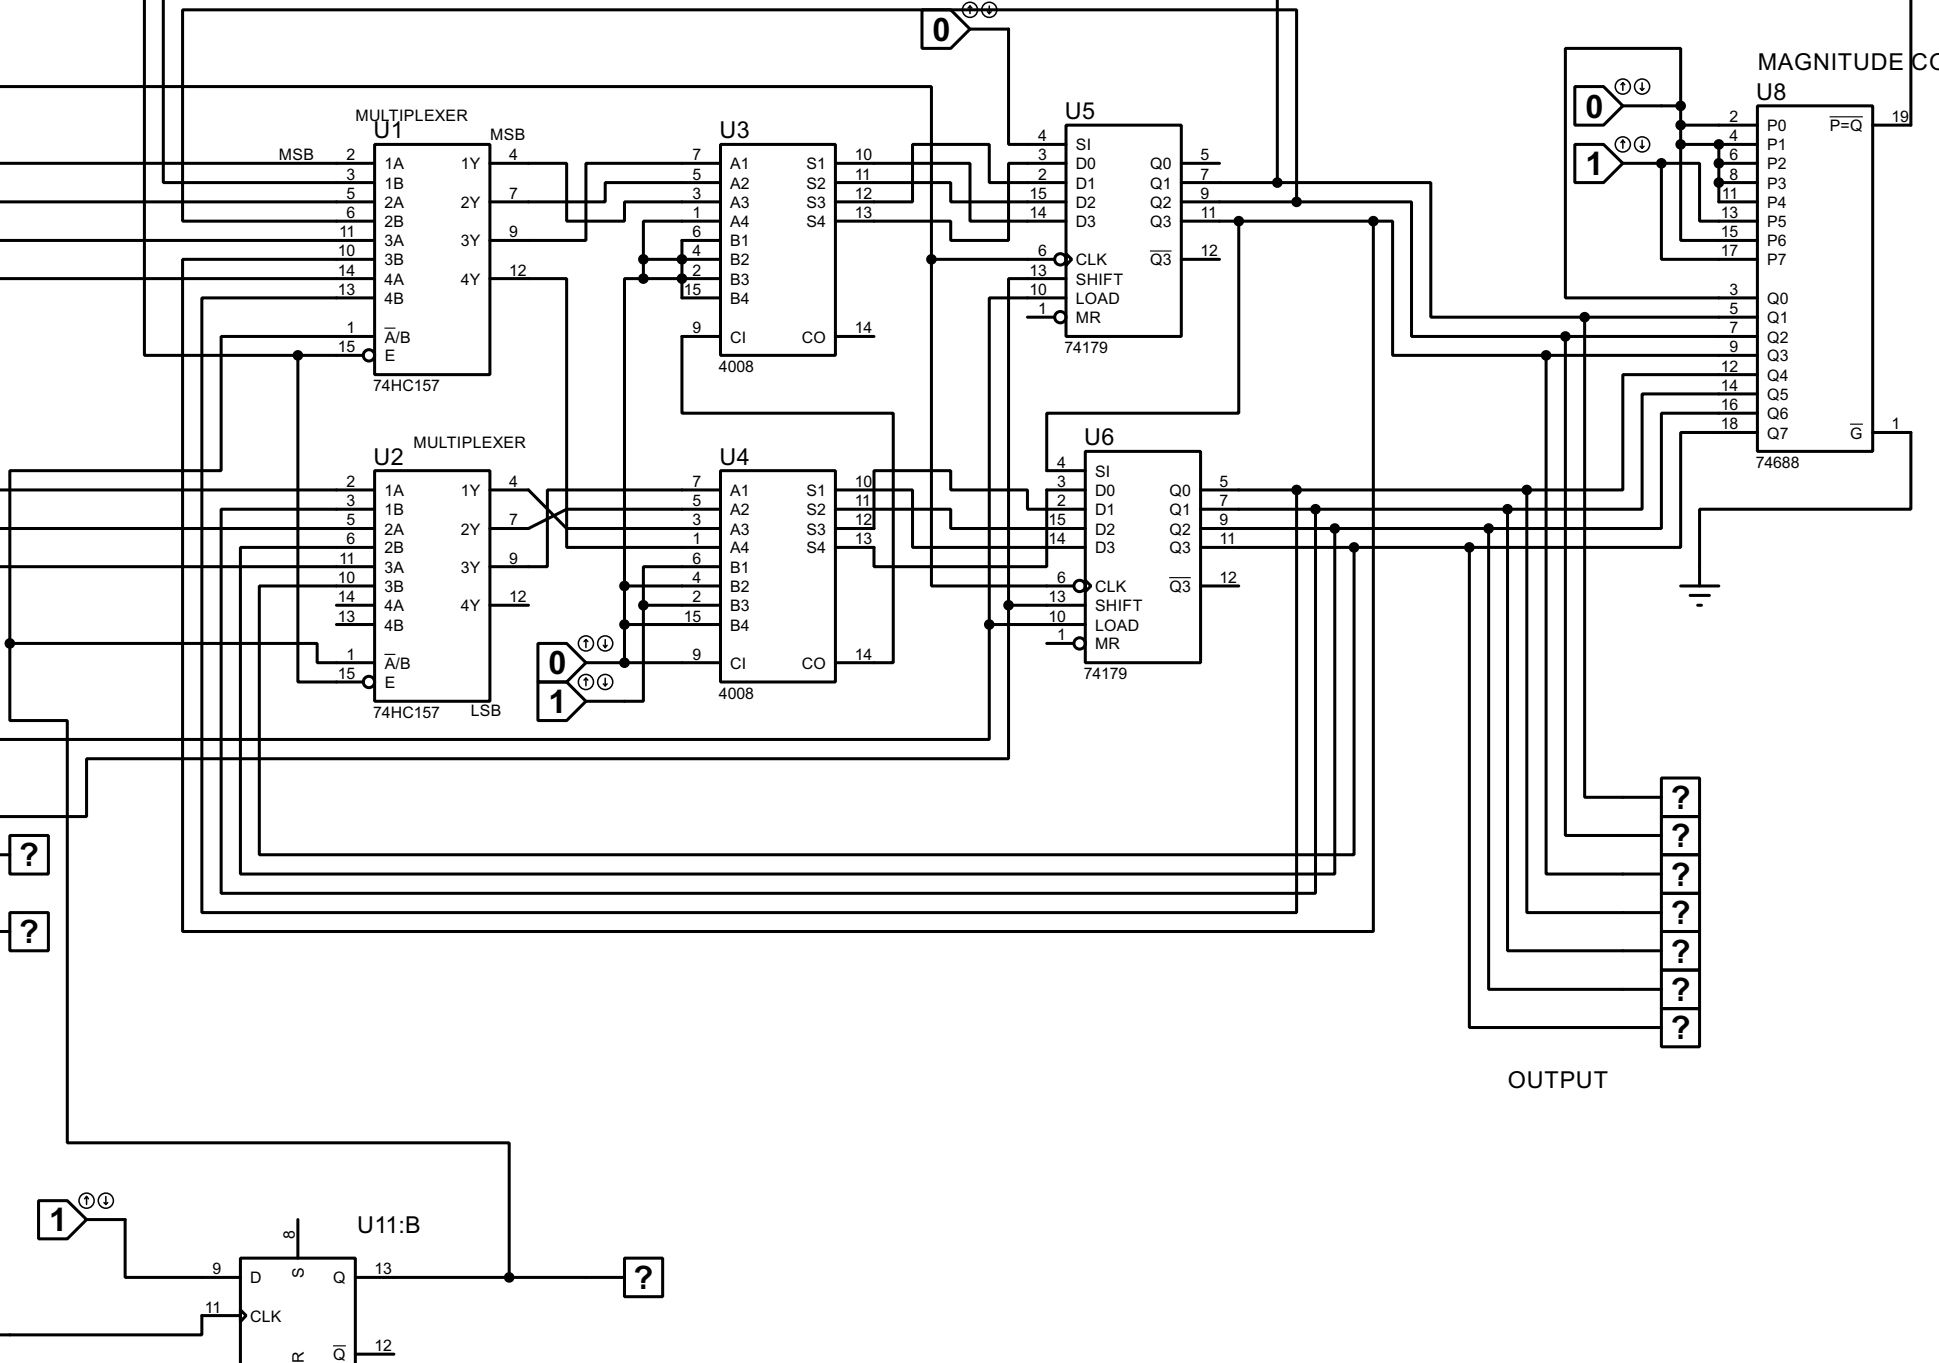 0
MAGNITUDE CO
U8
0
1
2 P0
4 P1
6 P2
8 P3
11 P4
13 P5
15 P6
17 P7
3 Q0
5 Q1
7 Q2
9 Q3
12 Q4
14 Q5
16 Q6
18 Q7
P=Q 19
G 1
74688
MULTIPLEXER
U1
MSB
MSB
2 1A
3 1B
5 2A
6 2B
11 3A
10 3B
14 4A
13 4B
1 A/B
15 E
1Y 4
2Y 7
3Y 9
4Y 12
74HC157
U3
7 A1
5 A2
3 A3
1 A4
6 B1
4 B2
2 B3
15 B4
9 CI
S1 10
S2 11
S3 12
S4 13
CO 14
4008
U5
4 SI
3 D0
2 D1
15 D2
14 D3
6 CLK
13 SHIFT
10 LOAD
1 MR
Q0 5
Q1 7
Q2 9
Q3 11
Q3 12
74179
MULTIPLEXER
U2
2 1A
3 1B
5 2A
6 2B
11 3A
10 3B
14 4A
13 4B
1 A/B
15 E
1Y 4
2Y 7
3Y 9
4Y 12
74HC157
LSB
U4
7 A1
5 A2
3 A3
1 A4
6 B1
4 B2
2 B3
15 B4
9 CI
S1 10
S2 11
S3 12
S4 13
CO 14
4008
0
1
U6
4 SI
3 D0
2 D1
15 D2
14 D3
6 CLK
13 SHIFT
10 LOAD
1 MR
Q0 5
Q1 7
Q2 9
Q3 11
Q3 12
74179
?
?
?
?
?
?
?
OUTPUT
?
?
1
U11:B
8
9 D
S
Q 13
11 CLK
R
Q 12
?